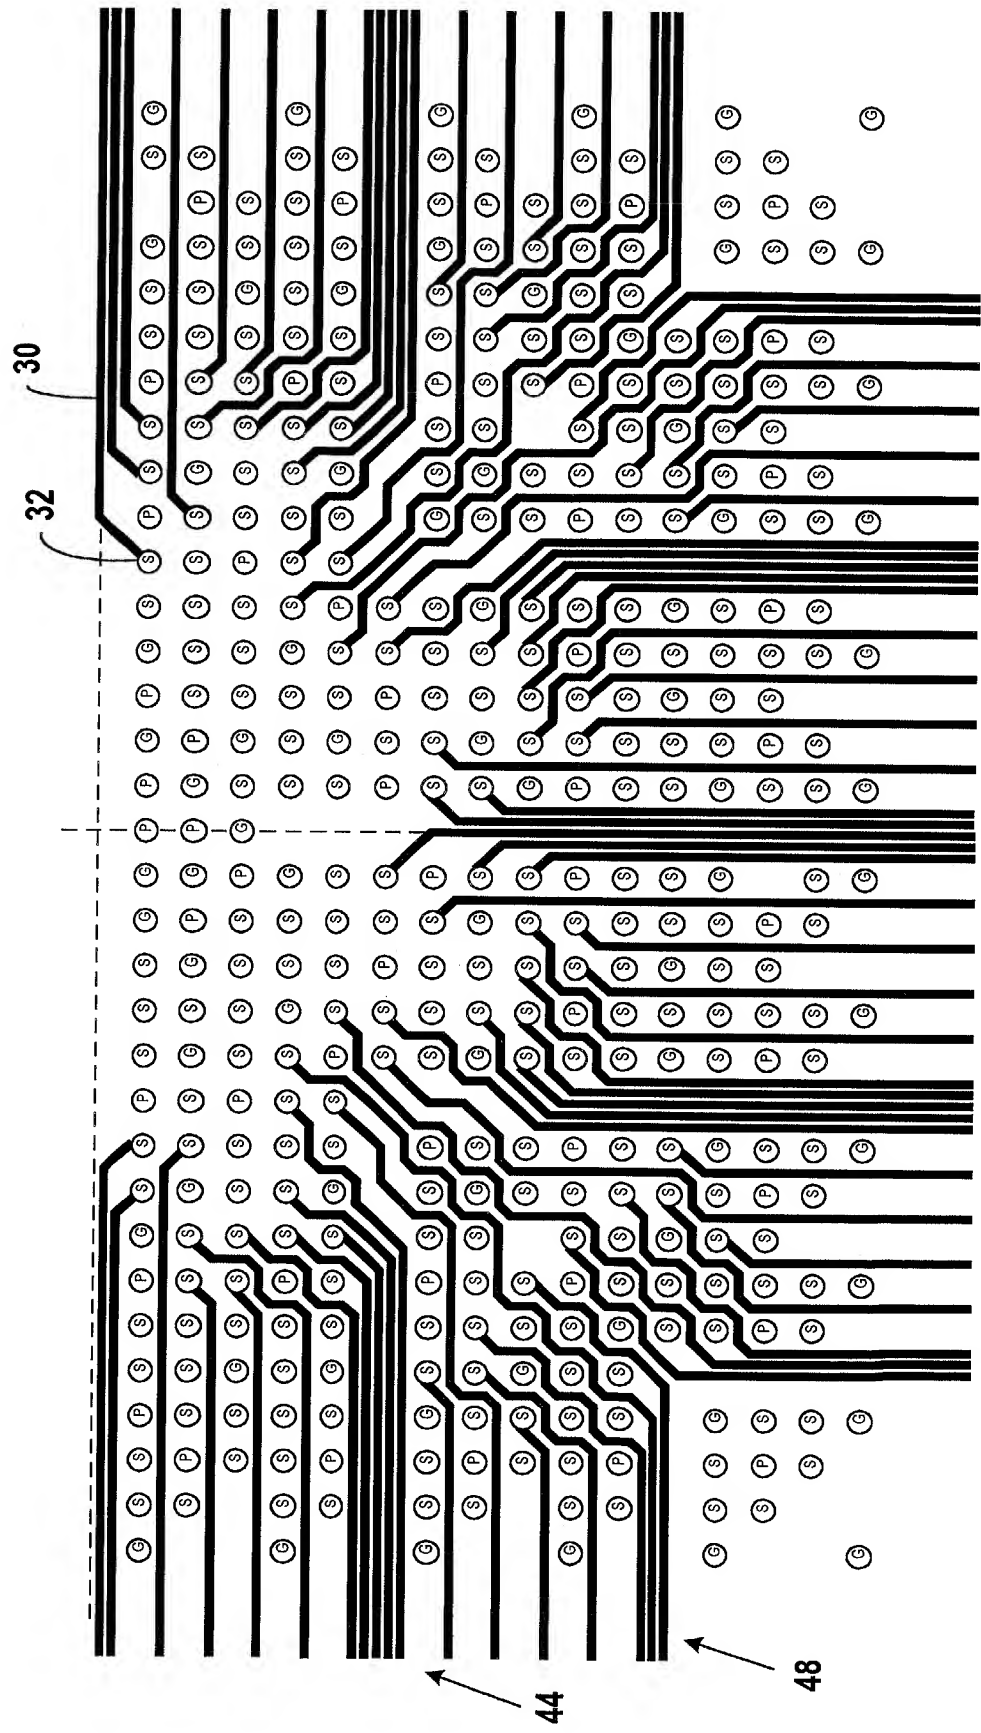 30
G G G G G G
S S S S S S S S S S
P S S P S P S S P S P S
32
G S S S S G S S S S G S S G
S S G S G S S G S S
S S S S S S S S S G S S P S
P S S P S P S S P S S S S S G
S S S S S S S S S G S S
S G S S G S G S S S S S P S
P S S S S G S S P S S G S S G
S S P S S
S S S S P S S G S S S G S P S
G S S G S S S S S P S S S S S G
P S S S S P S S S S S G S S
G P G S G S S G S S S S S P S
P G S S S P S S G P S S G S S G
P P G
G G P G S S P S S P S S G S G
G P S S S S S G S S S S S P S
S G S S S P S S S S S G S S
S S S G S S S S S P S S S S S G
S G S S P S S G S S S G S P S
P S P S S
S S S S S P S S P S S G S S G
S G S S G S G S S S S S P S
G S S S S S S S S G S S
P S S P S P S S P S S S S S G
S S S S S S S S S G S S P S
S S G S G S S G S S
P S S S S G S S S S G S S G
S P S S P S P S S P S P S
S S S S S S S S S S
G G G G G G
48
44